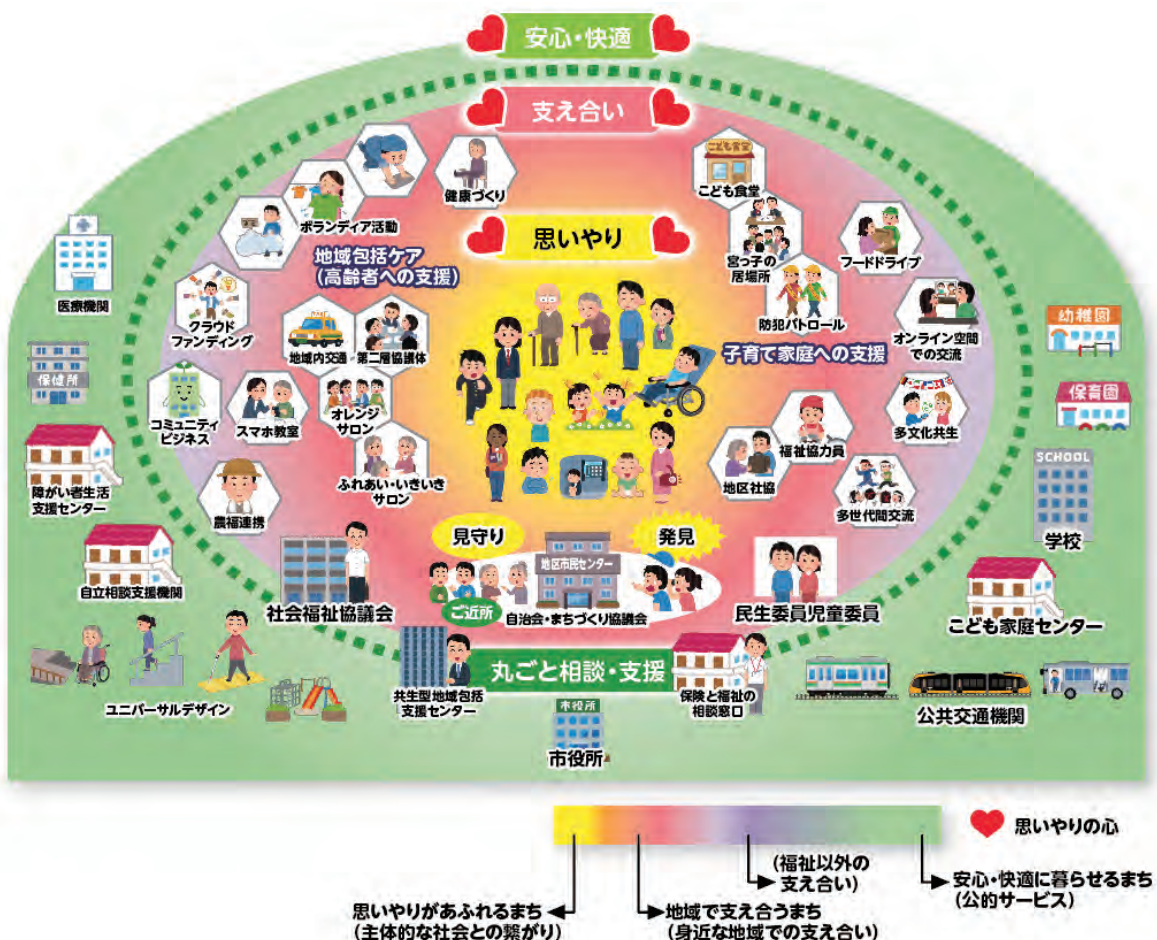 安心・快適
支え合い
健康づくり
こども食堂
ボランディア活動
思いやり
宮っ子の
居場所
フードドライブ
地域包括ケア
(高齢者への支援)
医療機関
クラウド
ファンディング
地域内交通
第二層協議体
防犯パトロール
オンライン空間
での交流
幼稚園
子育て家庭への支援
保健所
コミュニティ
ビジネス
スマホ教室
オレンジ
サロン
保育園
多文化共生
福祉協力員
障がい者生活
支援センター
ふれあい・いきいき
サロン
地区社協
SCHOOL
農福連携
多世代間交流
学校
見守り
発見
地区市民センター
自立相談支援機関
社会福祉協議会
ご近所
自治会・まちづくり協議会
民生委員児童委員
こども家庭センター
丸ごと相談・支援
共生型地域包括
支援センター
保険と福祉の
相談窓口
ユニバーサルデザイン
公共交通機関
市役所
市役所
思いやりの心
(福祉以外の
支え合い)
安心・快適に暮らせるまち
(公的サービス)
思いやりがあふれるまち
(主体的な社会との繋がり)
地域で支え合うまち
(身近な地域での支え合い)